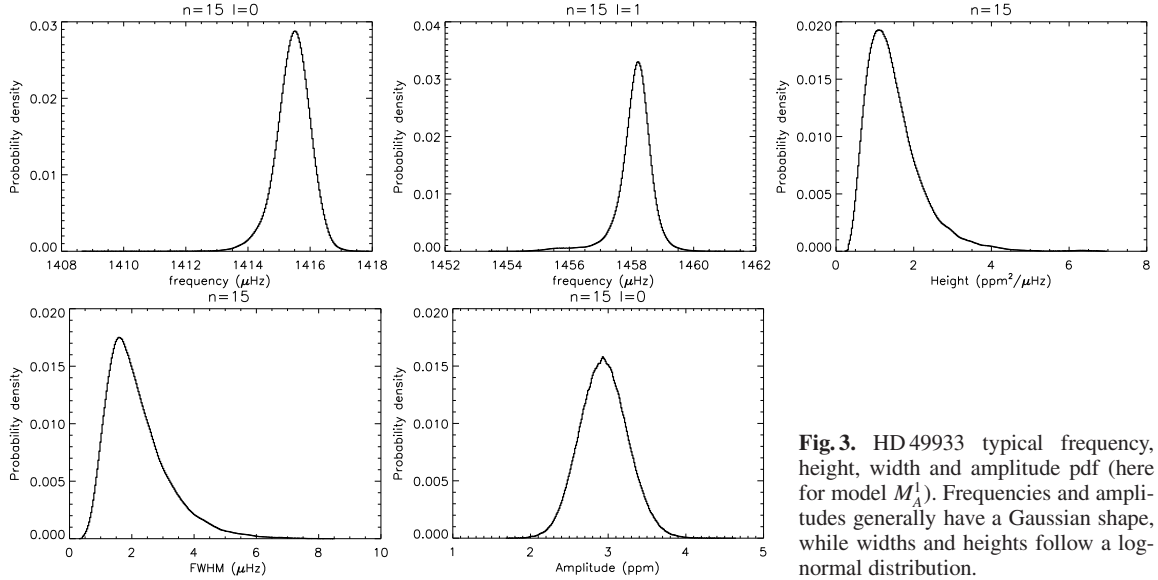 n=15 l=0
0.03
0.02
0.01
0.00
Probability density
1408 1410 1412 1414 1416 1418
frequency (μHz)
n=15 l=1
0.04
0.03
0.02
0.01
0.00
Probability density
1452 1454 1456 1458 1460 1462
frequency (μHz)
n=15
0.020
0.015
0.010
0.005
0.000
Probability density
0 2 4 6 8
Height (ppm²/μHz)
n=15
0.020
0.015
0.010
0.005
0.000
Probability density
0 2 4 6 8 10
FWHM (μHz)
n=15 l=0
0.020
0.015
0.010
0.005
0.000
Probability density
1 2 3 4 5
Amplitude (ppm)
Fig. 3. HD 49933 typical frequency,
height, width and amplitude pdf (here
for model M¹_A). Frequencies and ampli-
tudes generally have a Gaussian shape,
while widths and heights follow a log-
normal distribution.